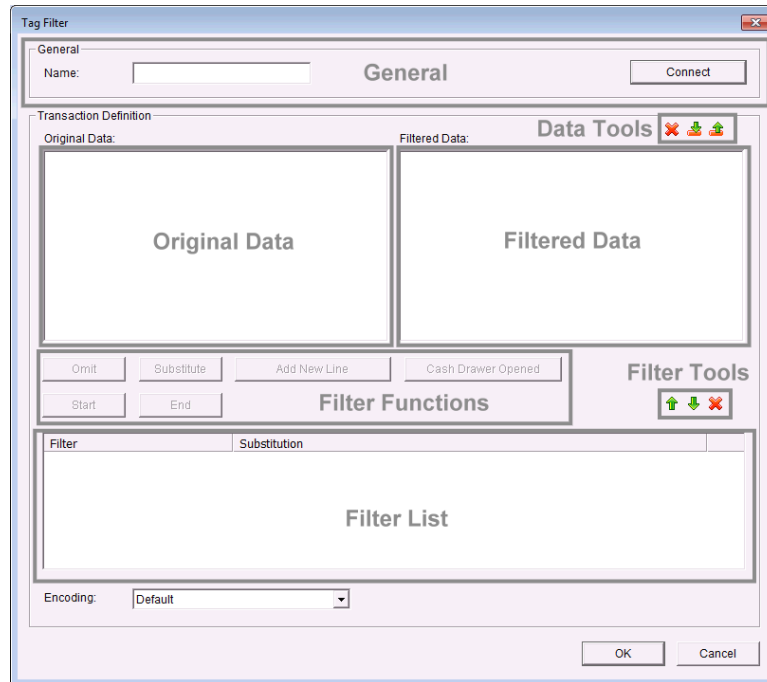 Tag Filter
General
Name:
General
Connect
Transaction Definition
Data Tools
Original Data:
Filtered Data:
Original Data
Filtered Data
Omit
Substitute
Add New Line
Cash Drawer Opened
Filter Tools
Start
End
Filter Functions
Filter
Substitution
Filter List
Encoding:
Default
OK
Cancel